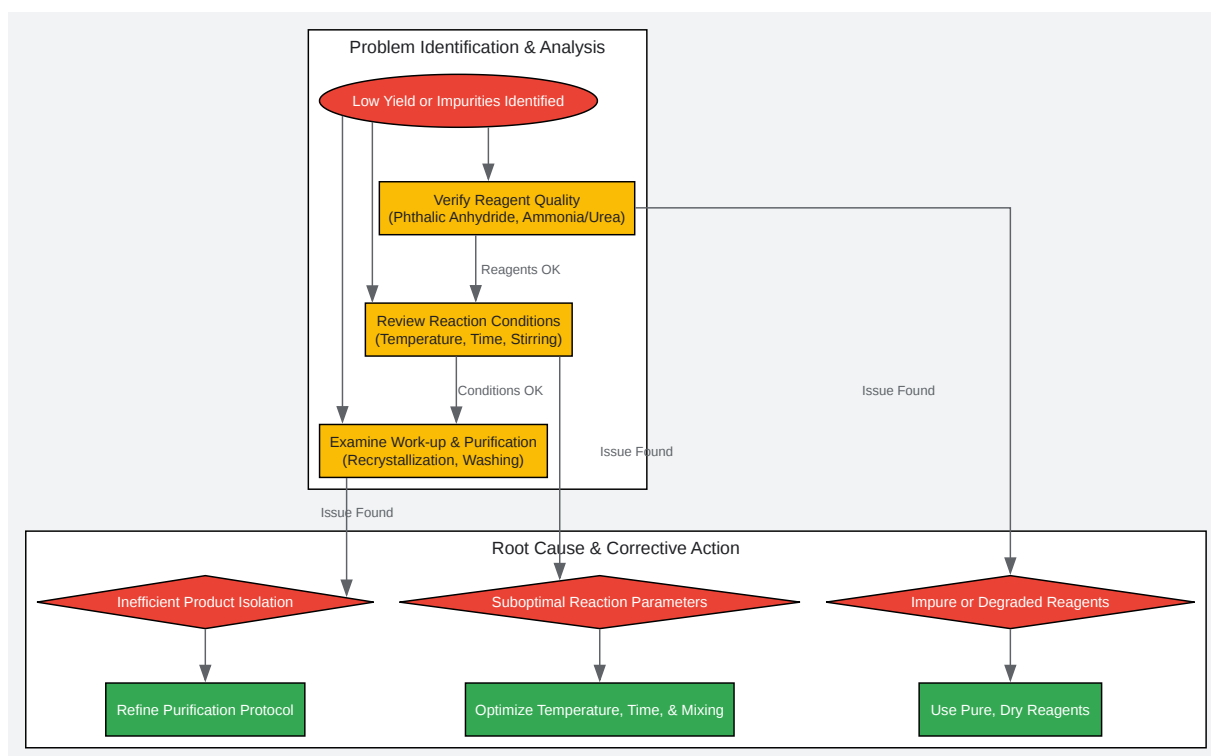 Problem Identification & Analysis
Low Yield or Impurities Identified
Verify Reagent Quality
(Phthalic Anhydride, Ammonia/Urea)
Reagents OK
Review Reaction Conditions
(Temperature, Time, Stirring)
Conditions OK
Issue Found
Examine Work-up & Purification
(Recrystallization, Washing)
Issue Found
Issue Found
Root Cause & Corrective Action
Inefficient Product Isolation
Suboptimal Reaction Parameters
Impure or Degraded Reagents
Refine Purification Protocol
Optimize Temperature, Time, & Mixing
Use Pure, Dry Reagents